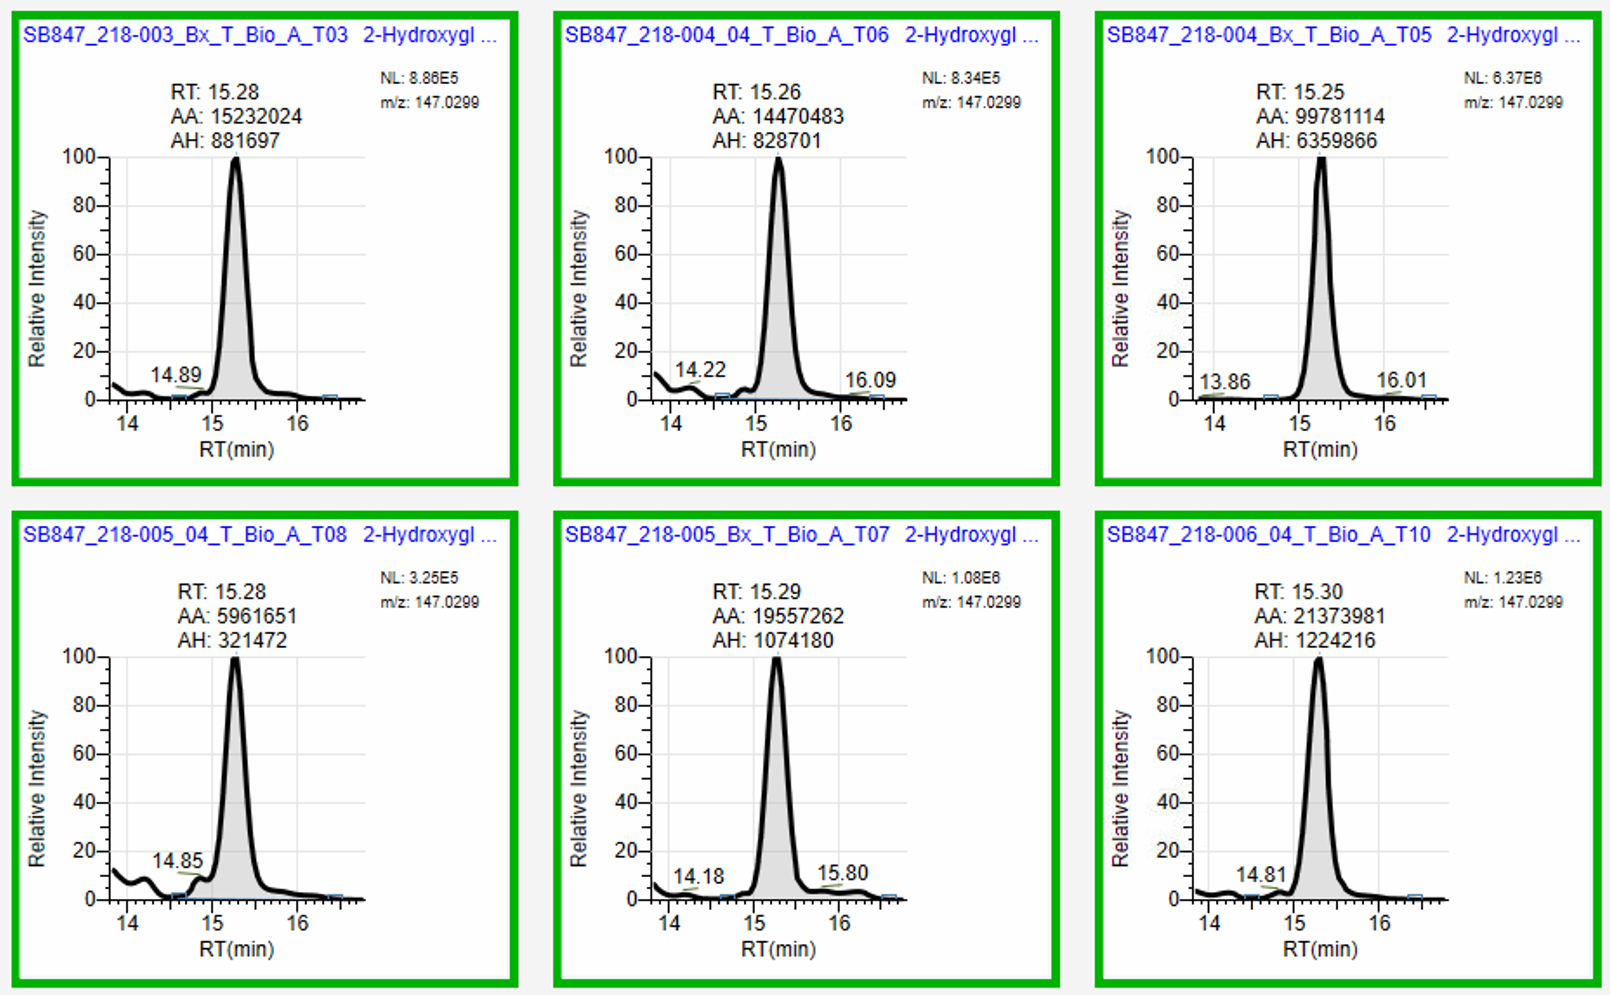 SB847_218-003_Bx_T_Bio_A_T03 2-Hydroxygl ...
NL: 8.86E5
m/z: 147.0299
RT: 15.28
AA: 15232024
AH: 881697
Relative Intensity
100
80
60
40
20
0
14.89
14 15 16
RT(min)
SB847_218-004_04_T_Bio_A_T06 2-Hydroxygl ...
NL: 8.34E5
m/z: 147.0299
RT: 15.26
AA: 14470483
AH: 828701
Relative Intensity
100
80
60
40
20
0
14.22
16.09
14 15 16
RT(min)
SB847_218-004_Bx_T_Bio_A_T05 2-Hydroxygl ...
NL: 6.37E6
m/z: 147.0299
RT: 15.25
AA: 99781114
AH: 6359866
Relative Intensity
100
80
60
40
20
0
13.86
16.01
14 15 16
RT(min)
SB847_218-005_04_T_Bio_A_T08 2-Hydroxygl ...
NL: 3.25E5
m/z: 147.0299
RT: 15.28
AA: 5961651
AH: 321472
Relative Intensity
100
80
60
40
20
0
14.85
14 15 16
RT(min)
SB847_218-005_Bx_T_Bio_A_T07 2-Hydroxygl ...
NL: 1.08E6
m/z: 147.0299
RT: 15.29
AA: 19557262
AH: 1074180
Relative Intensity
100
80
60
40
20
0
14.18
15.80
14 15 16
RT(min)
SB847_218-006_04_T_Bio_A_T10 2-Hydroxygl ...
NL: 1.23E6
m/z: 147.0299
RT: 15.30
AA: 21373981
AH: 1224216
Relative Intensity
100
80
60
40
20
0
14.81
14 15 16
RT(min)